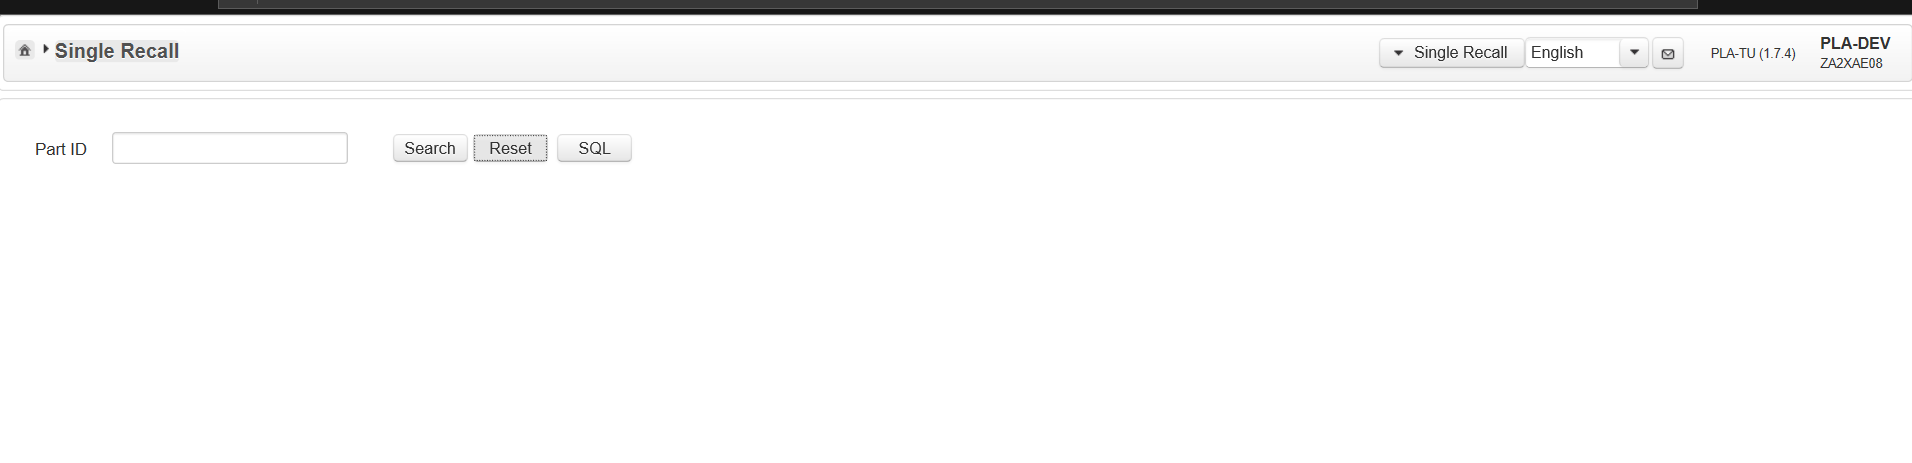 Single Recall
Single Recall English PLA-TU (1.7.4) PLA-DEV
ZA2XAE08
Part ID Search Reset SQL